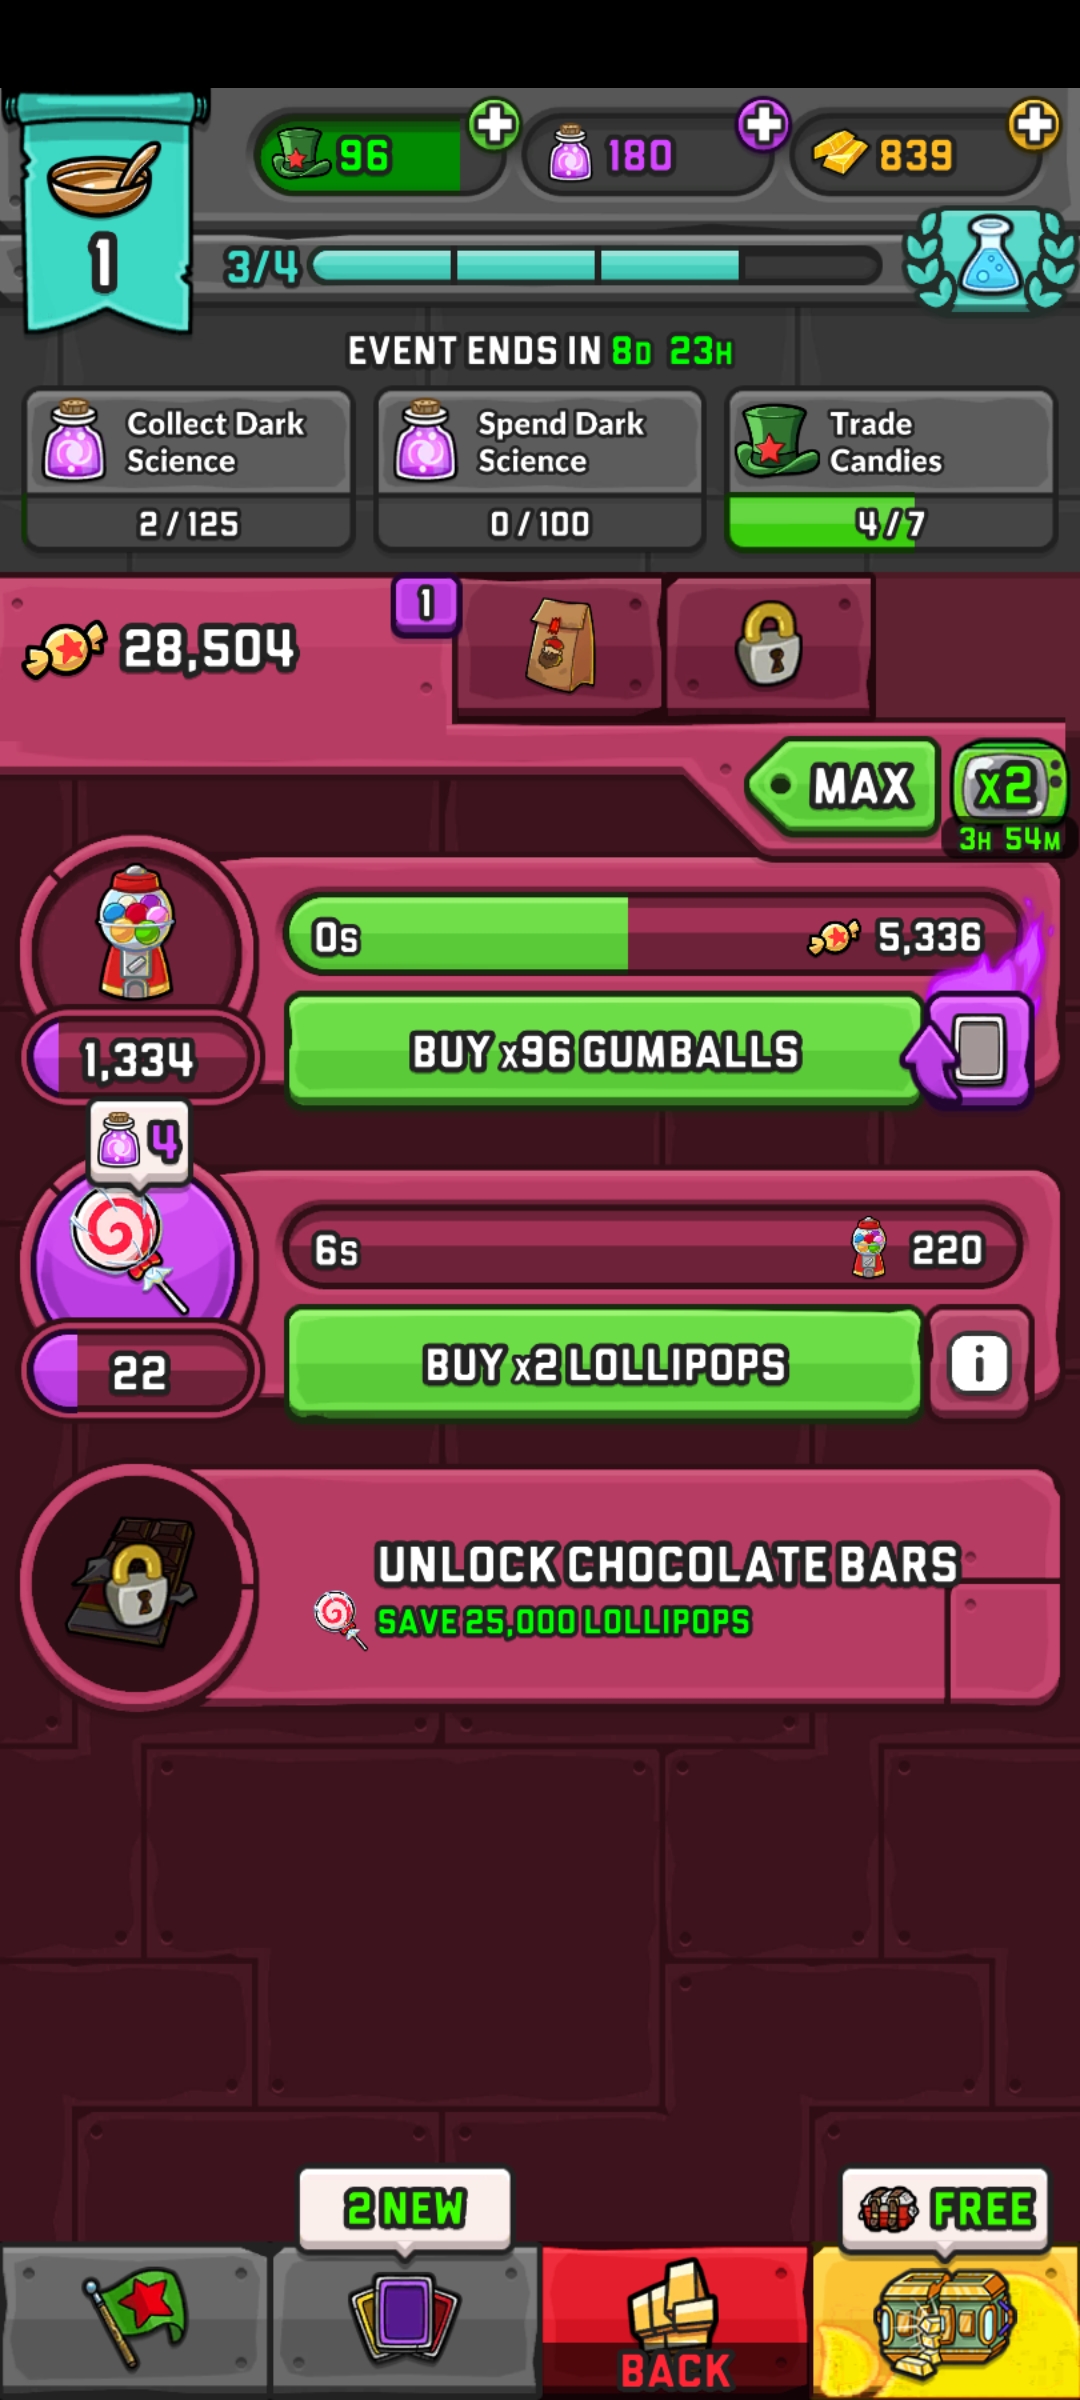 96
180
839
1
3/4
EVENT ENDS IN 8D 23H
Collect Dark
Science
2/125
Spend Dark
Science
0/100
Trade
Candies
4/7
28,504
1
MAX
x2
3H 54M
0s
5,336
1,334
BUY x96 GUMBALLS
4
6s
220
22
BUY x2 LOLLIPOPS
i
UNLOCK CHOCOLATE BARS
SAVE 25,000 LOLLIPOPS
2 NEW
FREE
BACK